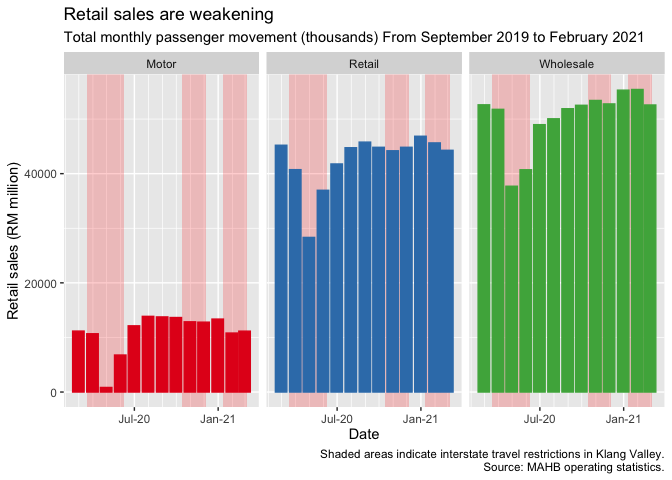 Retail sales are weakening
Total monthly passenger movement (thousands) From September 2019 to February 2021
Motor
Retail
Wholesale
Retail sales (RM million)
40000
20000
0
Jul-20
Jan-21
Jul-20
Jan-21
Jul-20
Jan-21
Date
Shaded areas indicate interstate travel restrictions in Klang Valley.
Source: MAHB operating statistics.